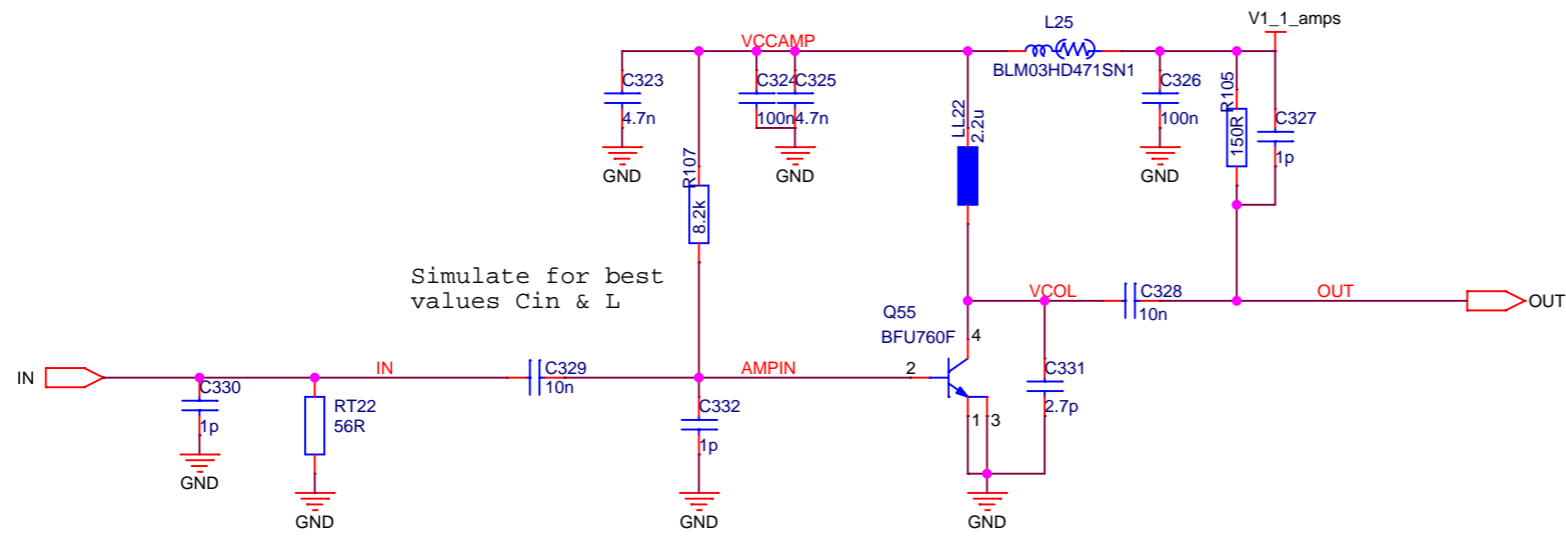 V1_1_amps
L25
VCCAMP
BLM03HD471SN1
C323
4.7n
C324
100n
C325
4.7n
C326
100n
R105
150R
C327
1p
LL22
2.2u
GND
GND
GND
R107
8.2k
Simulate for best
values Cin & L
VCOL
C328
10n
OUT
OUT
Q55
BFU760F
4
2
1
3
IN
IN
C329
10n
AMPIN
C331
2.7p
C330
1p
RT22
56R
C332
1p
GND
GND
GND
GND